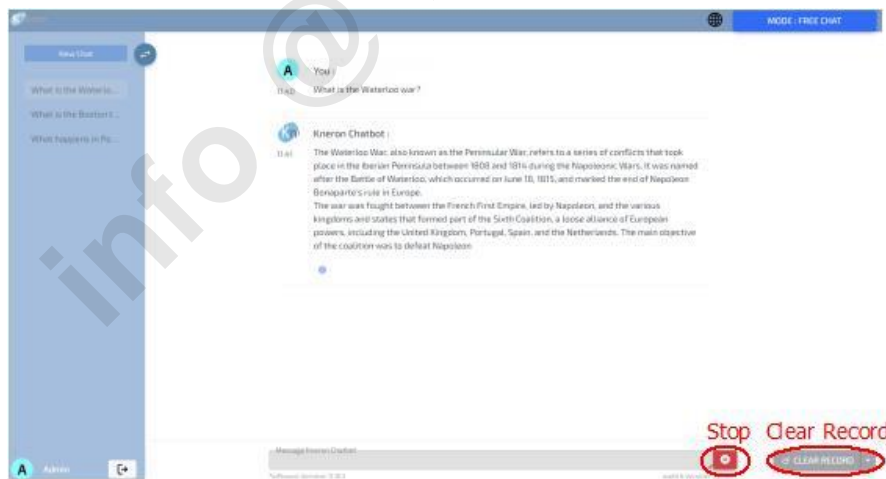 MODE : FREE CHAT
New Chat
What is the Waterlo...
What is the Boston t...
What happens in Po...
A
You :
What is the Waterloo war?
Kneron Chatbot :
The Waterloo War, also known as the Peninsular War, refers to a series of conflicts that took
place in the Iberian Peninsula between 1808 and 1814 during the Napoleonic Wars. It was named
after the Battle of Waterloo, which occurred on June 18, 1815, and marked the end of Napoleon
Bonaparte's rule in Europe.
The war was fought between the French First Empire, led by Napoleon, and the various
kingdoms and states that formed part of the Sixth Coalition, a loose alliance of European
powers, including the United Kingdom, Portugal, Spain, and the Netherlands. The main objective
of the coalition was to defeat Napoleon
info @
Stop Clear Record
Message Kneron Chatbot
CLEAR RECORD
A Admin
Software Version